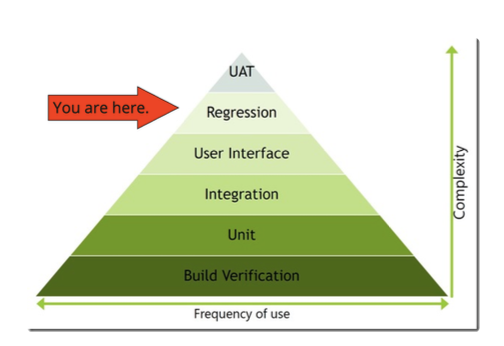 UAT
You are here.
Regression
User Interface
Integration
Unit
Build Verification
Complexity
Frequency of use